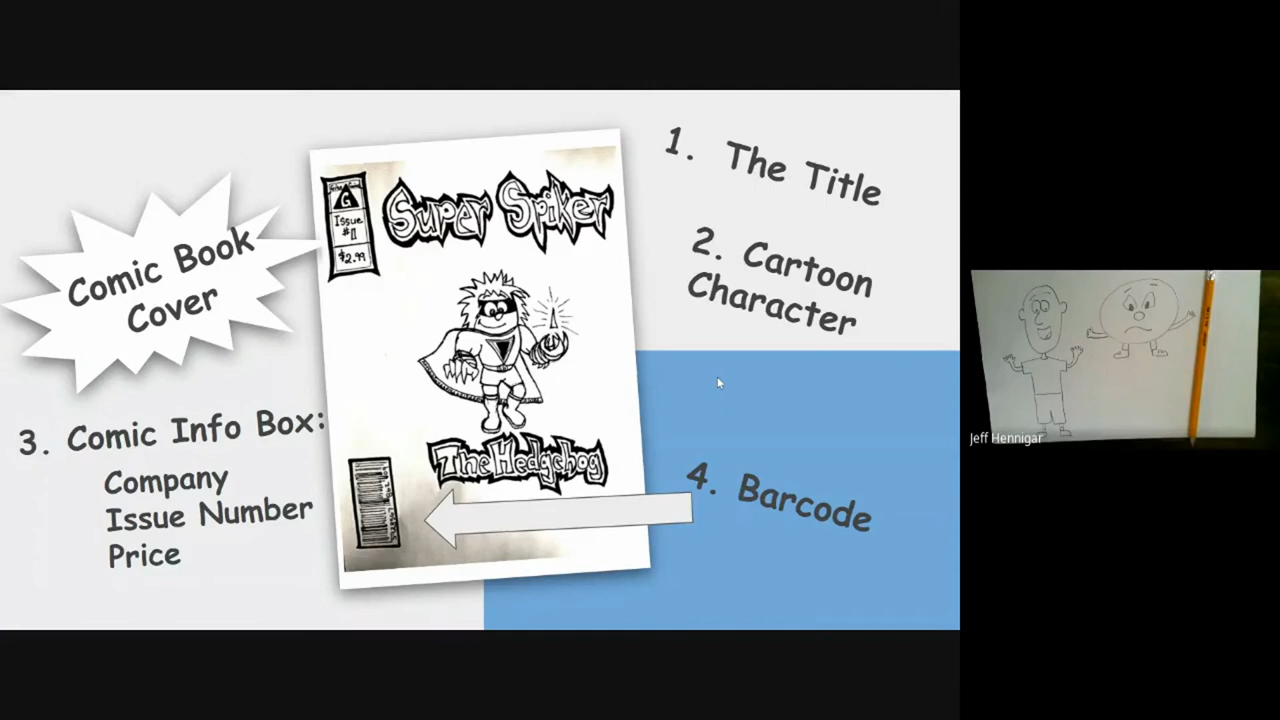 Comic Book
Cover
3. Comic Info Box:
Company
Issue Number
Price
G
Issue
#1
$2.99
Super Spiker
The Hedgehog
1. The Title
2. Cartoon
Character
4. Barcode
Jeff Hennigar